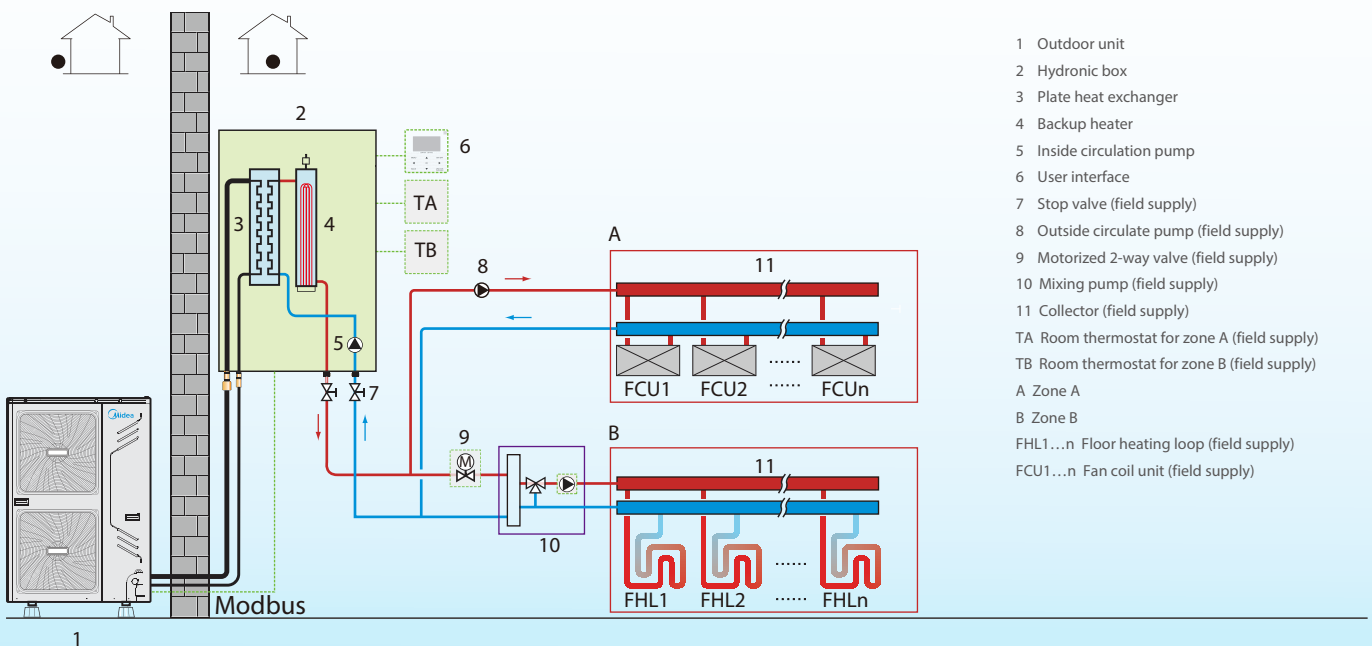 2
6
TA
3
4
TB
A
8
11
5
FCU1 FCU2 ...... FCUn
......
7
Midea
9
B
M
11
10
......
FHL1 FHL2 ...... FHLn
Modbus
1
1 Outdoor unit
2 Hydronic box
3 Plate heat exchanger
4 Backup heater
5 Inside circulation pump
6 User interface
7 Stop valve (field supply)
8 Outside circulate pump (field supply)
9 Motorized 2-way valve (field supply)
10 Mixing pump (field supply)
11 Collector (field supply)
TA Room thermostat for zone A (field supply)
TB Room thermostat for zone B (field supply)
A Zone A
B Zone B
FHL1...n Floor heating loop (field supply)
FCU1...n Fan coil unit (field supply)